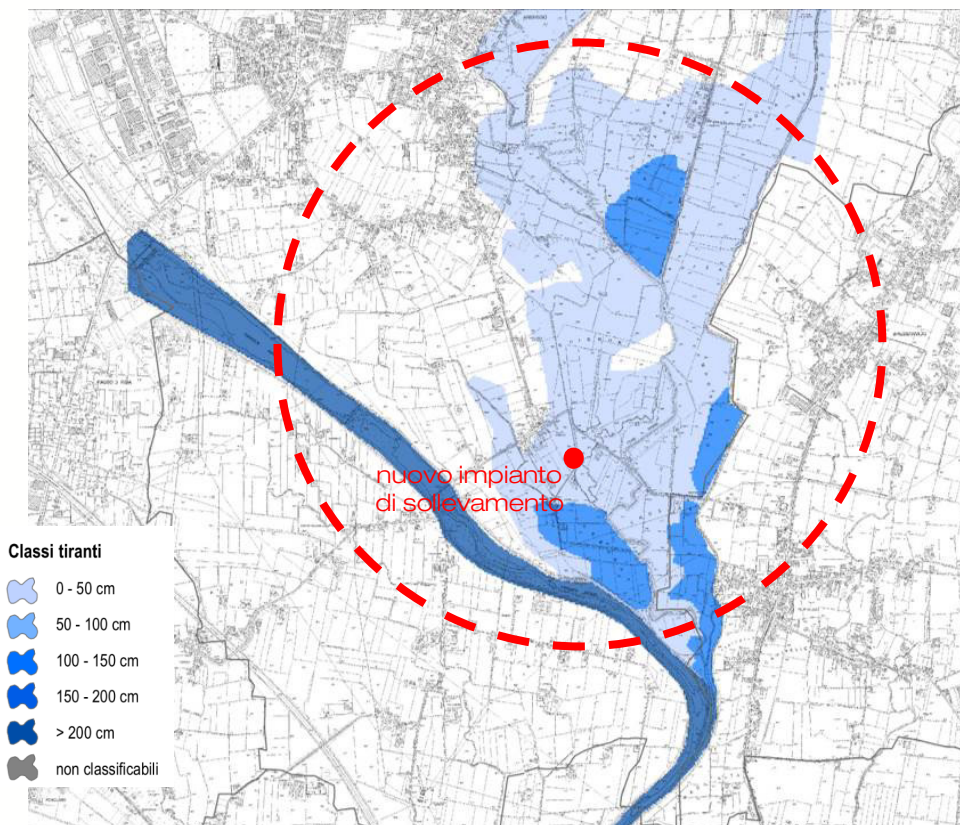 nuovo impianto
di sollevamento
Classi tiranti
0 - 50 cm
50 - 100 cm
100 - 150 cm
150 - 200 cm
> 200 cm
non classificabili